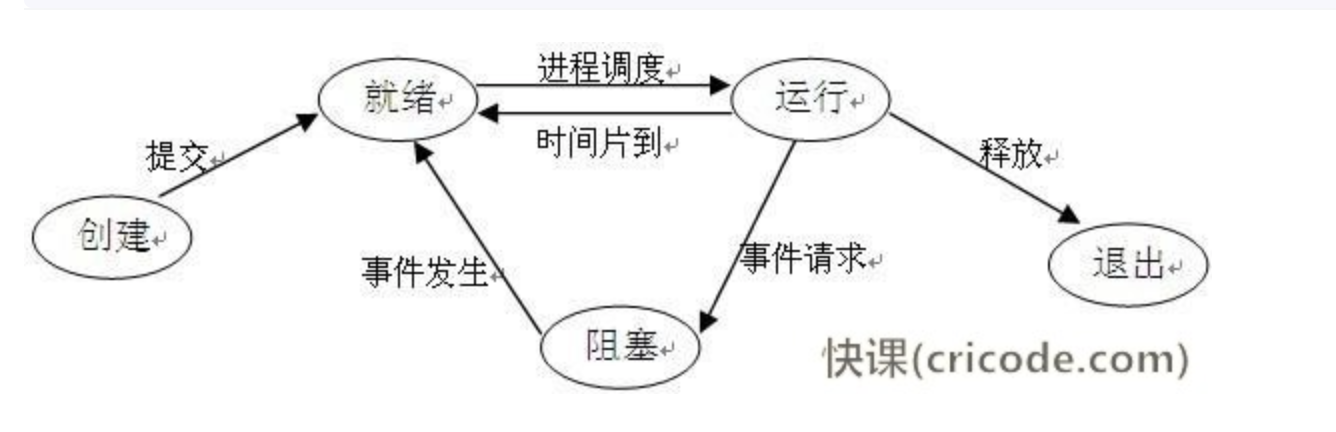 进程调度
就绪
运行
时间片到
提交
释放
创建
退出
事件发生
事件请求
阻塞
快课(cricode.com)